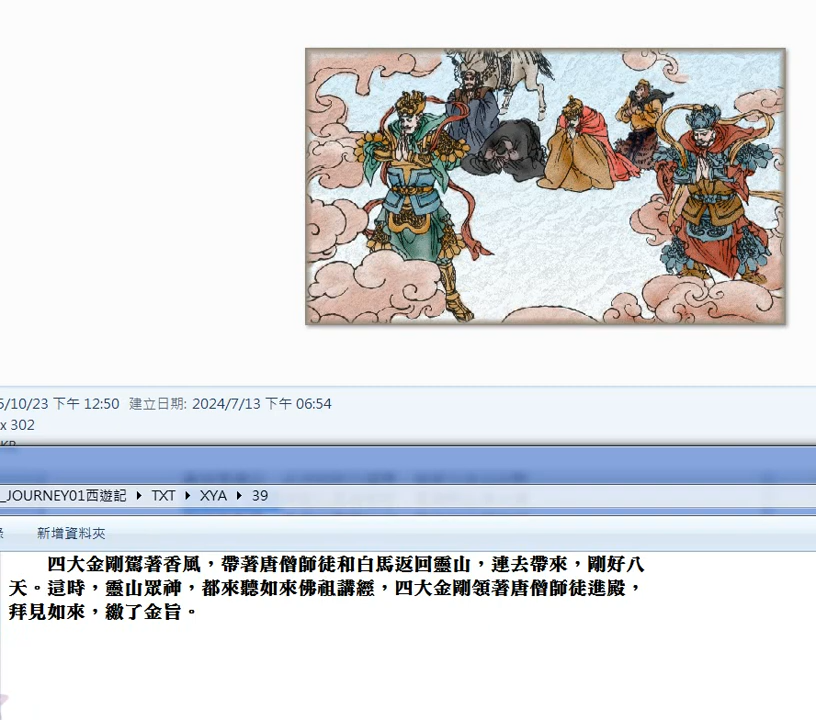 5/10/23 下午 12:50 建立日期: 2024/7/13 下午 06:54
x 302
KB
_JOURNEY01西遊記 ▸ TXT ▸ XYA ▸ 39
新增資料夾
四大金剛駕著香風，帶著唐僧師徒和白馬返回靈山，連去帶來，剛好八
天。這時，靈山眾神，都來聽如來佛祖講經，四大金剛領著唐僧師徒進殿，
拜見如來，繳了金旨。